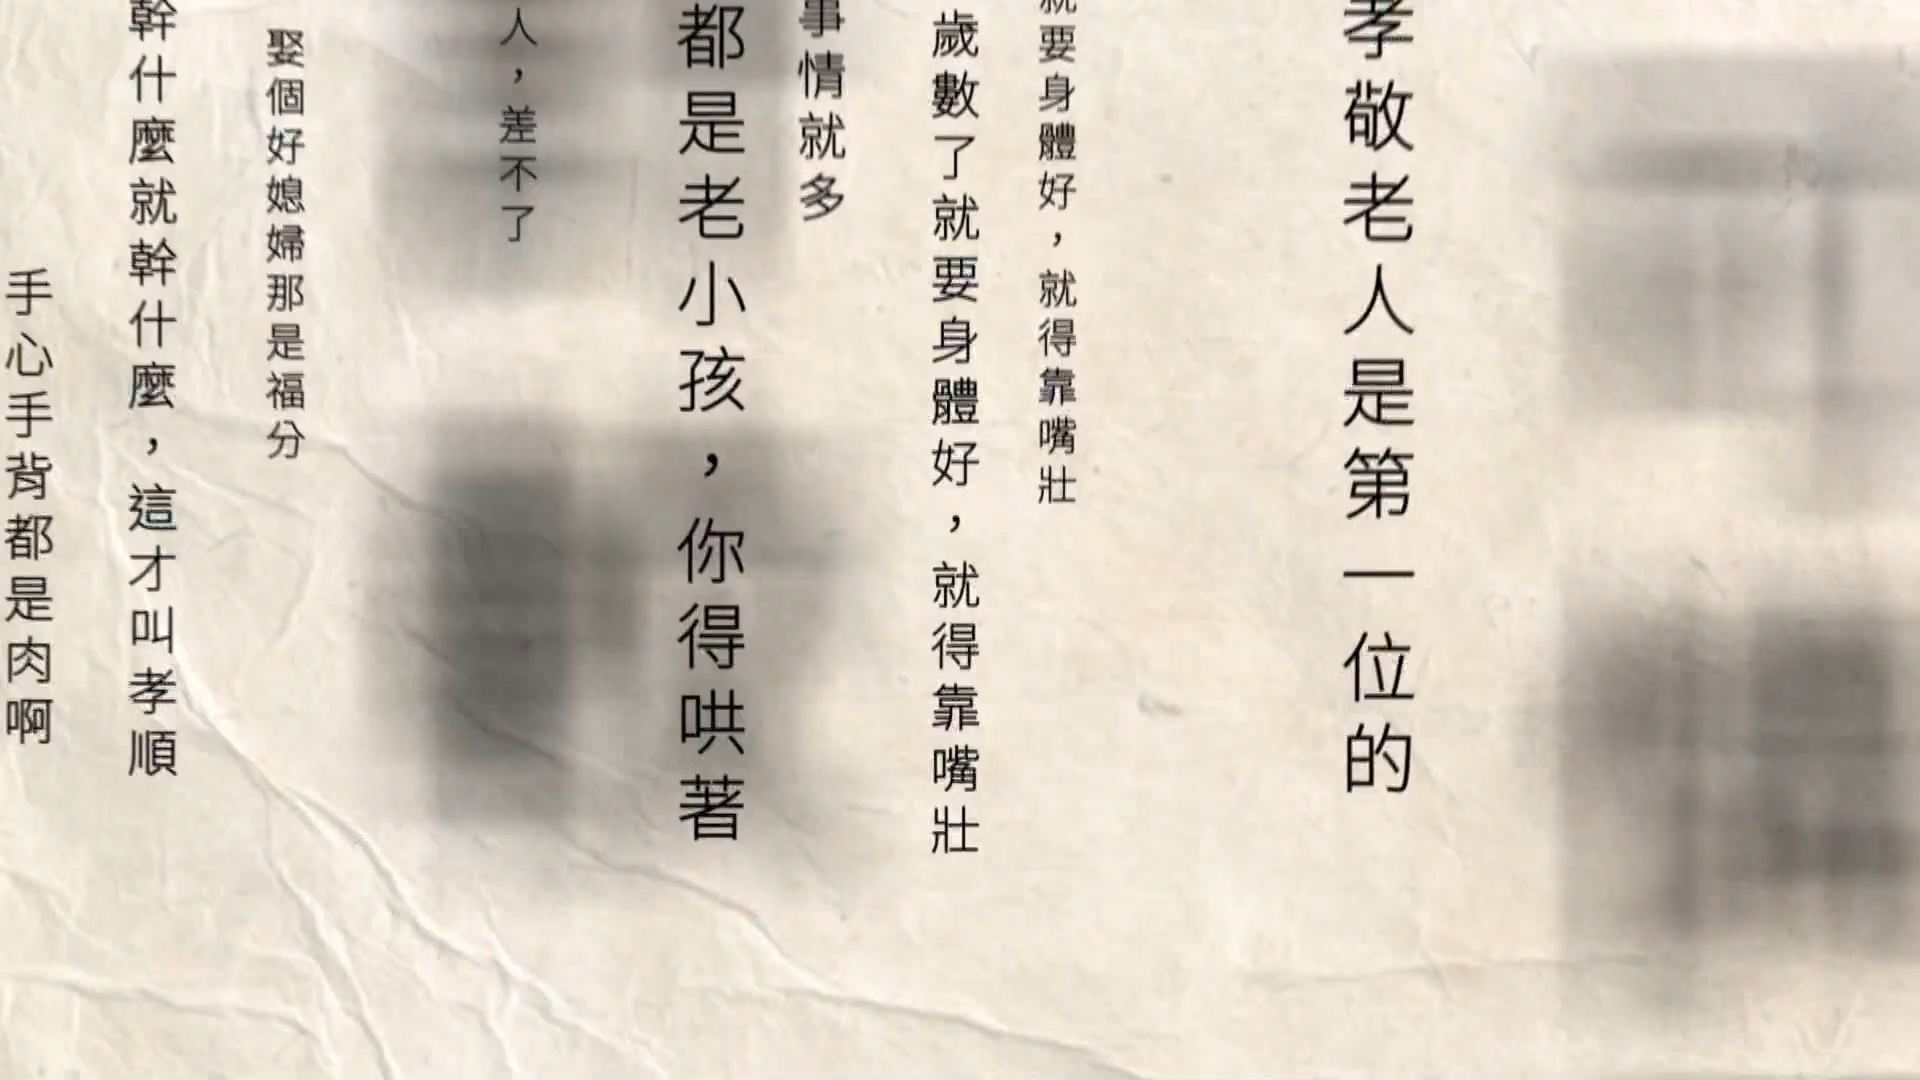 孝敬老人是第一位的
就要身體好，就得靠嘴壯
歲數了就要身體好，就得靠嘴壯
事情就多
都是老小孩，你得哄著
人，差不了
娶個好媳婦那是福分
幹什麼就幹什麼，這才叫孝順
手心手背都是肉啊